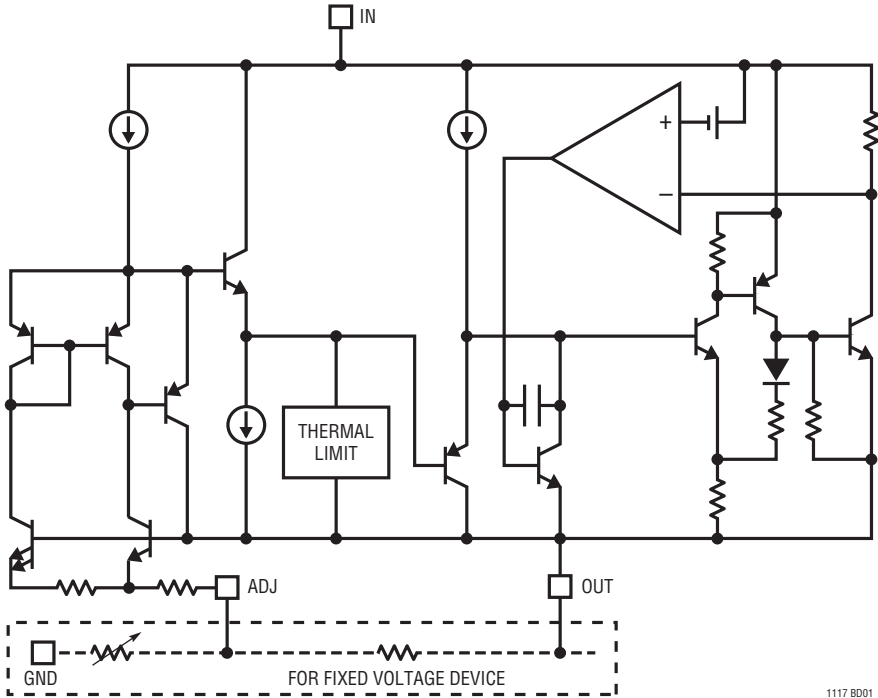 IN
+
–
THERMAL
LIMIT
ADJ
OUT
GND
FOR FIXED VOLTAGE DEVICE
1117 BD01